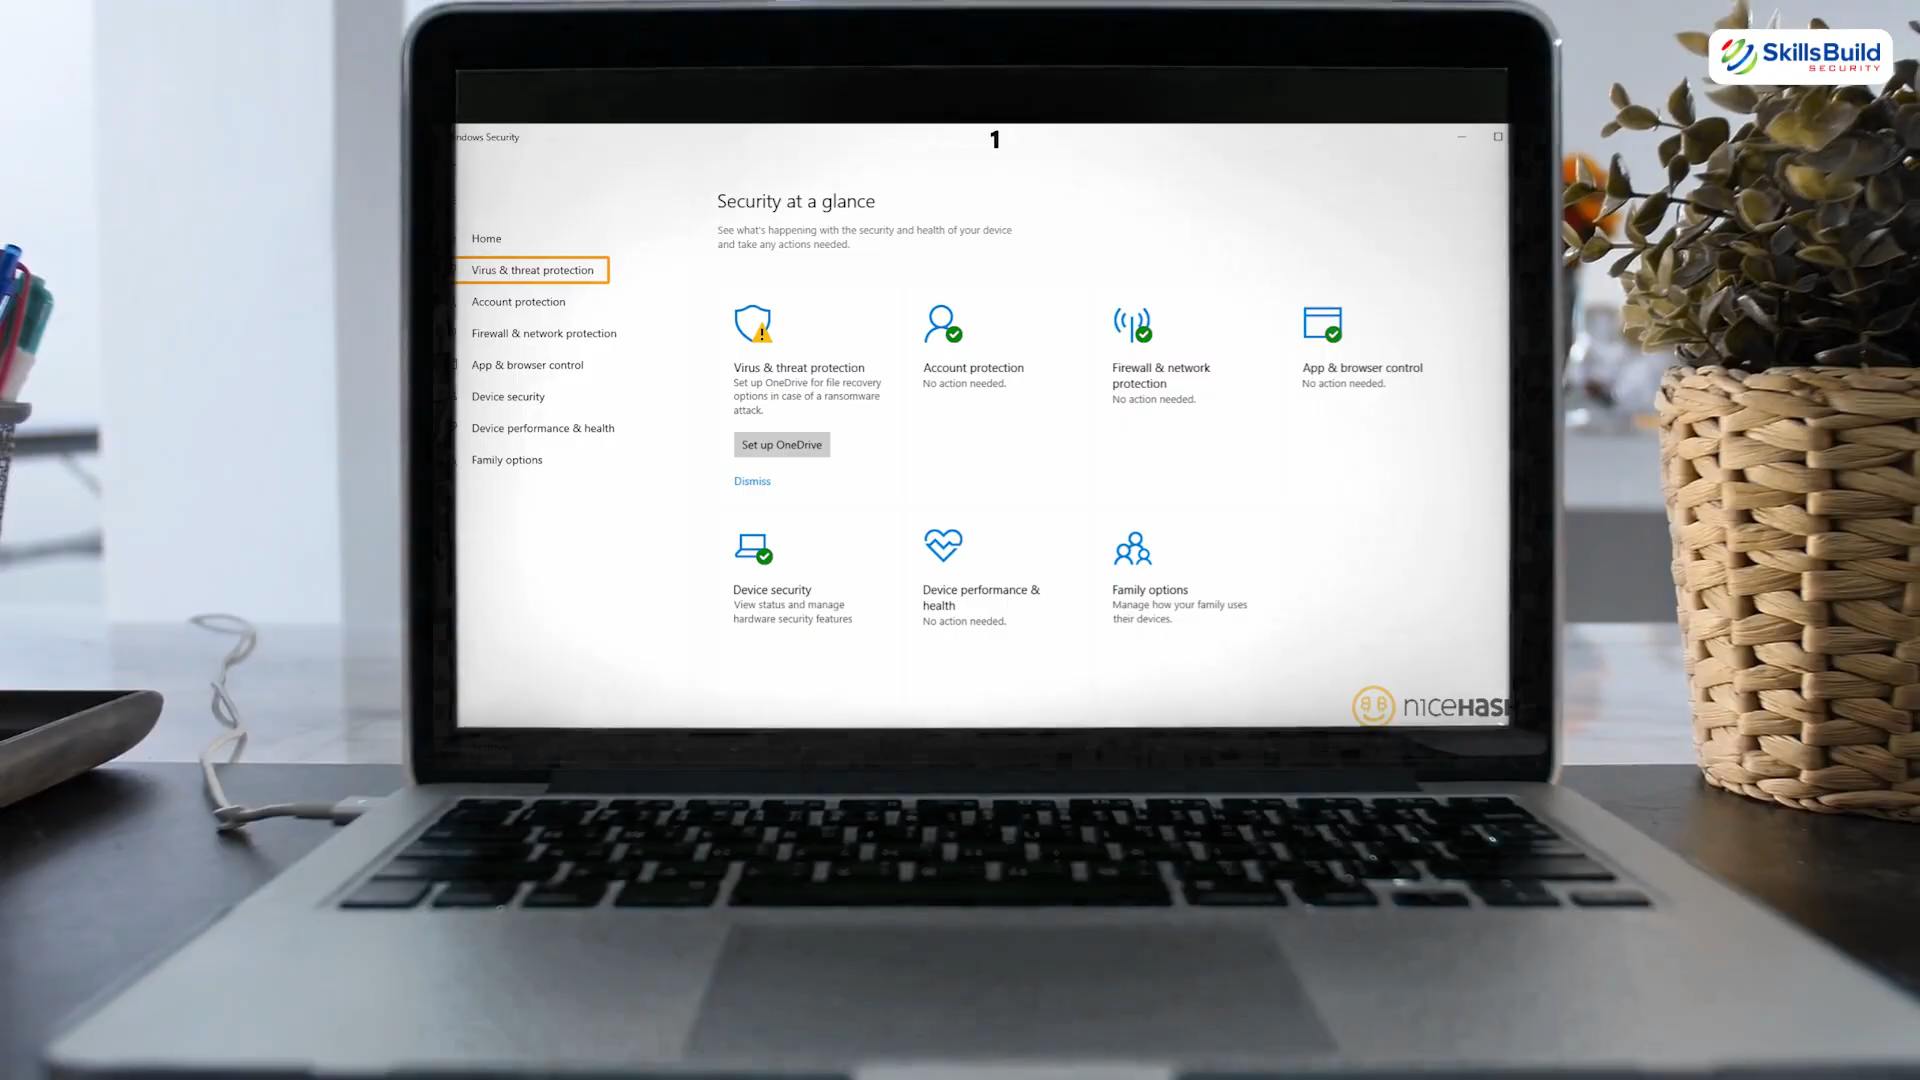 SkillsBuild
SECURITY
ndows Security
1
Security at a glance
See what's happening with the security and health of your device
and take any actions needed.
Home
Virus & threat protection
Account protection
Firewall & network protection
App & browser control
Device security
Device performance & health
Family options
Virus & threat protection
Set up OneDrive for file recovery
options in case of a ransomware
attack.
Set up OneDrive
Dismiss
Account protection
No action needed.
Firewall & network
protection
No action needed.
App & browser control
No action needed.
Device security
View status and manage
hardware security features
Device performance &
health
No action needed.
Family options
Manage how your family uses
their devices.
nıceHASH